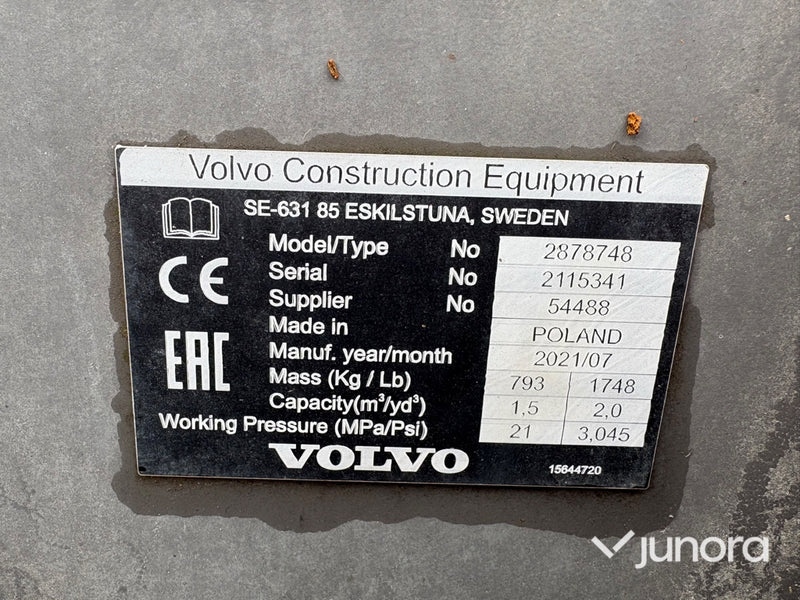 Volvo Construction Equipment
SE-631 85 ESKILSTUNA, SWEDEN
Model/Type No 2878748
CE Serial No 2115341
Supplier No 54488
Made in POLAND
EAC Manuf. year/month 2021/07
Mass (Kg / Lb) 793 1748
Capacity(m³/yd³) 1,5 2,0
Working Pressure (MPa/Psi) 21 3,045
VOLVO 15644720
junora